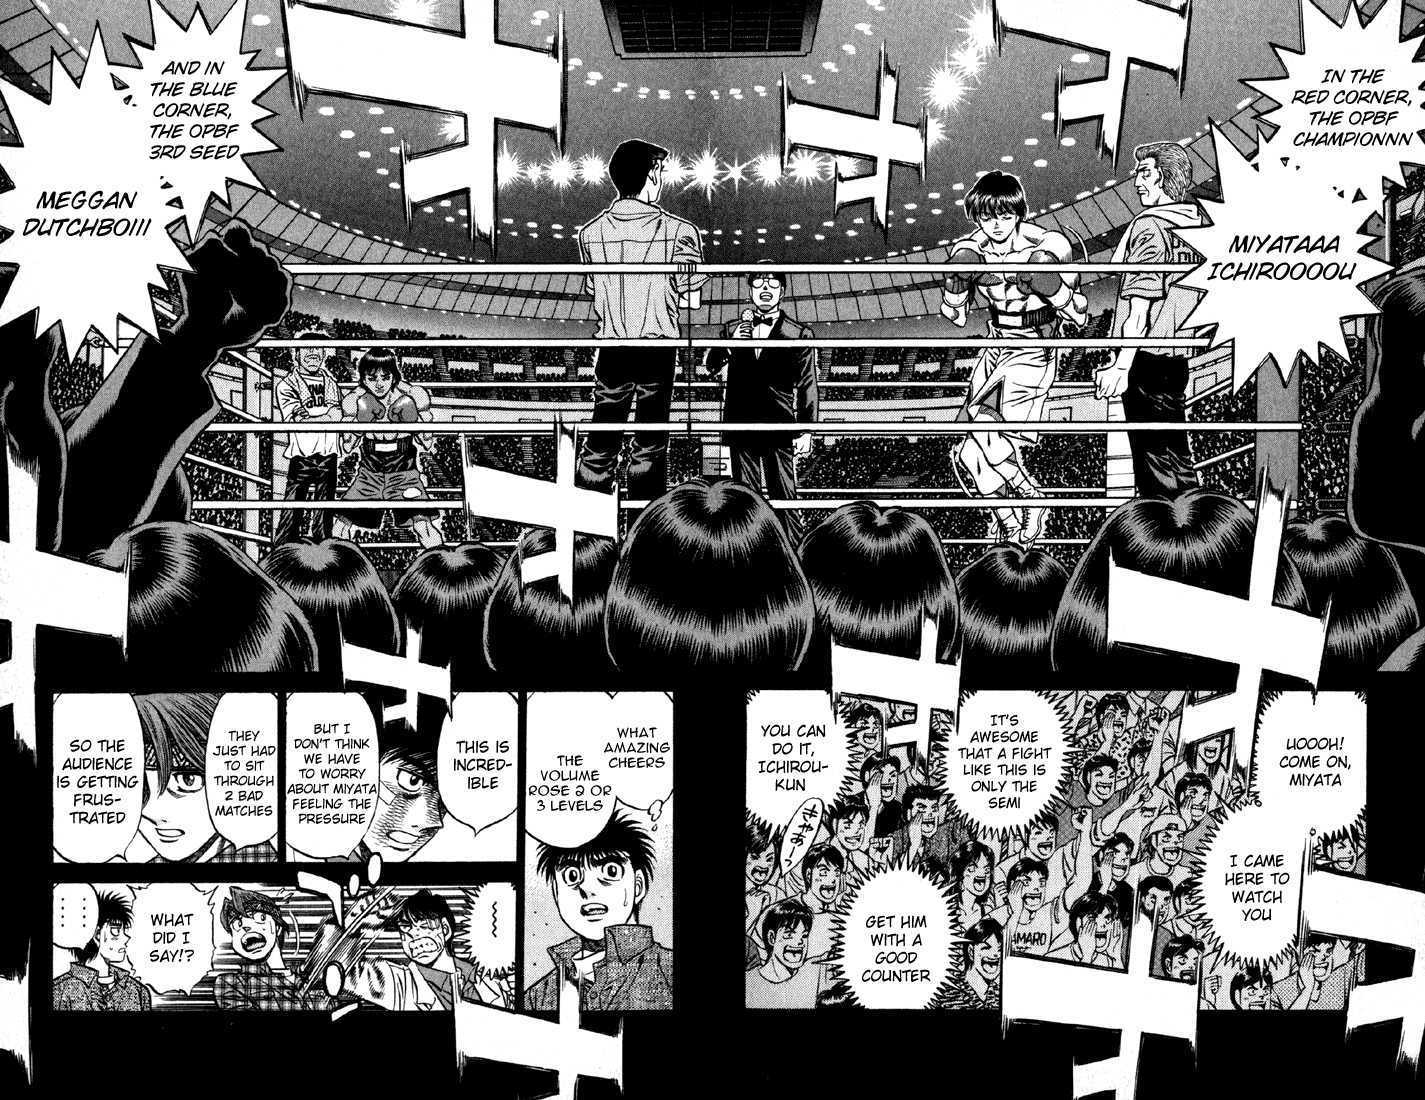 IN THE
RED CORNER,
THE OPBF
CHAMPIONNN
MIYATAAA
ICHIROOOOU
AND IN
THE BLUE
CORNER,
THE OPBF
3RD SEED
MEGGAN
DUTCHBOIII
UOOOH!
COME ON,
MIYATA
I CAME
HERE TO
WATCH
YOU
IT'S
AWESOME
THAT A FIGHT
LIKE THIS IS
ONLY THE
SEMI
YOU CAN
DO IT,
ICHIROU-
KUN
GET HIM
WITH A
GOOD
COUNTER
AMARO
WHAT
AMAZING
CHEERS
THE
VOLUME
ROSE 2 OR
3 LEVELS
THIS IS
INCRED-
IBLE
BUT I
DON'T THINK
WE HAVE
TO WORRY
ABOUT MIYATA
FEELING THE
PRESSURE
THEY
JUST HAD
TO SIT
THROUGH
2 BAD
MATCHES
SO THE
AUDIENCE
IS GETTING
FRUS-
TRATED
WHAT
DID I
SAY!?